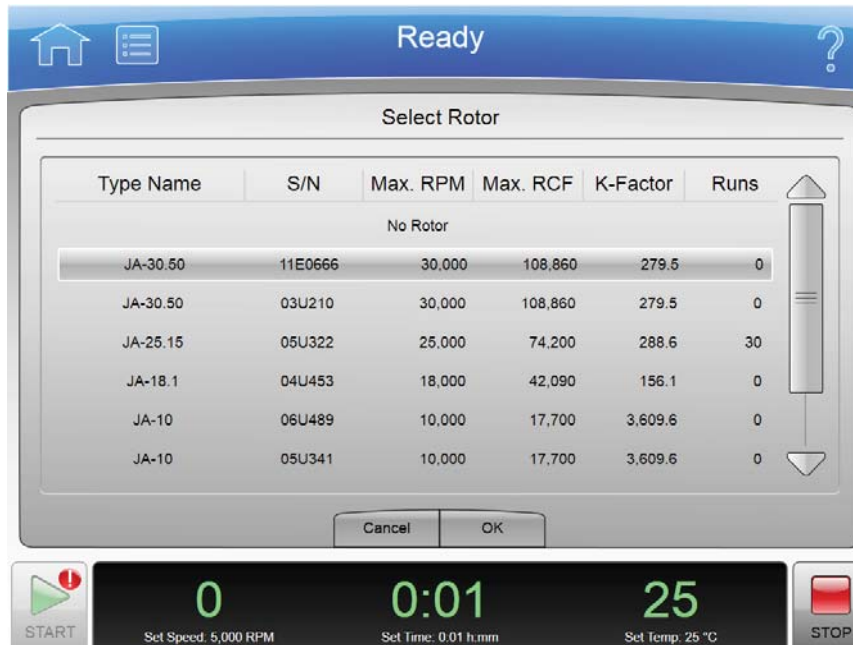 Ready
?
Select Rotor
Type Name S/N Max. RPM Max. RCF K-Factor Runs
No Rotor
JA-30.50 11E0666 30,000 108,860 279.5 0
JA-30.50 03U210 30,000 108,860 279.5 0
JA-25.15 05U322 25,000 74,200 288.6 30
JA-18.1 04U453 18,000 42,090 156.1 0
JA-10 06U489 10,000 17,700 3,609.6 0
JA-10 05U341 10,000 17,700 3,609.6 0
Cancel OK
!
0 0:01 25
START Set Speed: 5,000 RPM Set Time: 0:01 h:mm Set Temp: 25 °C STOP